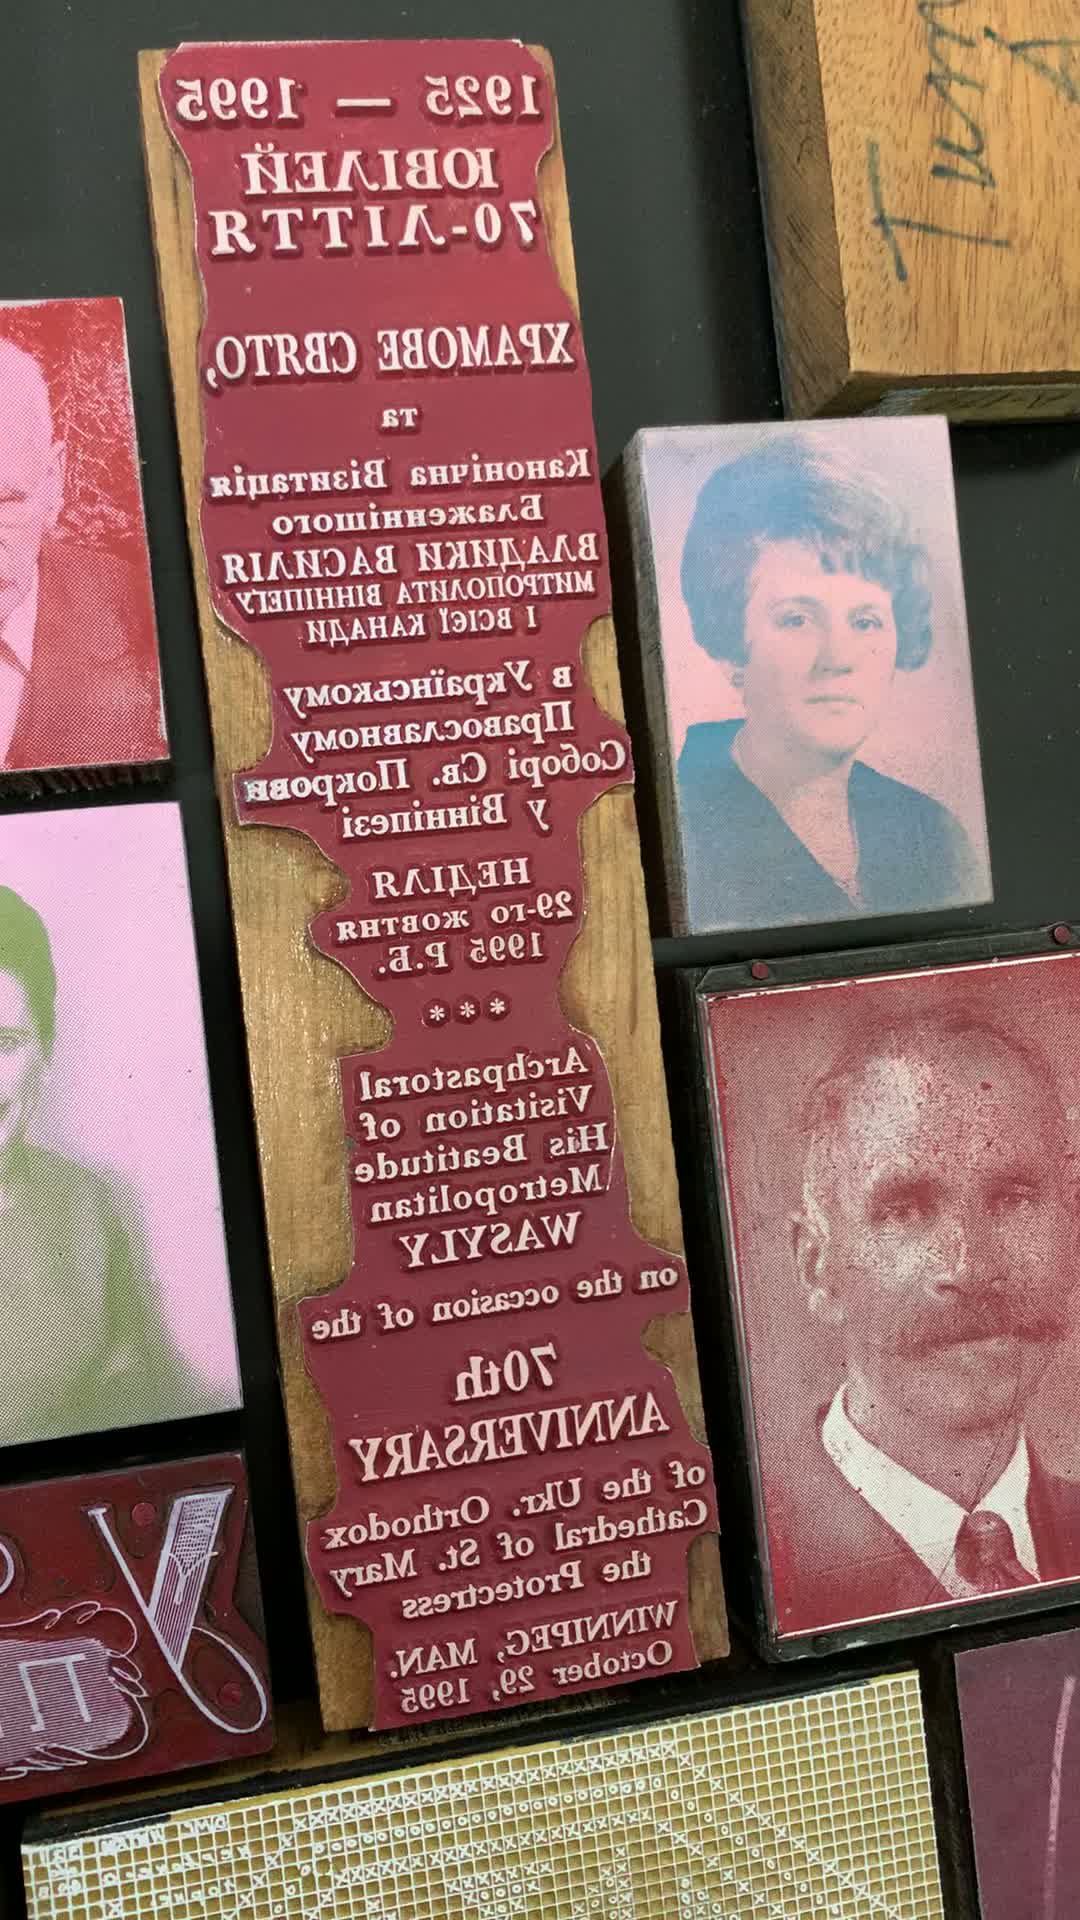 1925 — 1995
ЮВІЛЕЙ
70-ЛІТТЯ
ХРАМОВЕ СВЯТО,
та
Канонічна Візитація
Блаженнішого
ВЛАДИКИ ВАСИЛІЯ
МИТРОПОЛИТА ВІННІПЕҐУ
І ВСІЄЇ КАНАДИ
в Українському
Православному
Соборі Св. Покрови
у Вінніпезі
НЕДІЛЯ
29-го жовтня
1995 Р.Б.
* * *
Archpastoral
Visitation of
His Beatitude
Metropolitan
WASYLY
on the occasion of the
70th
ANNIVERSARY
of the Ukr. Orthodox
Cathedral of St. Mary
the Protectress
WINNIPEG, MAN.
October 29, 1995